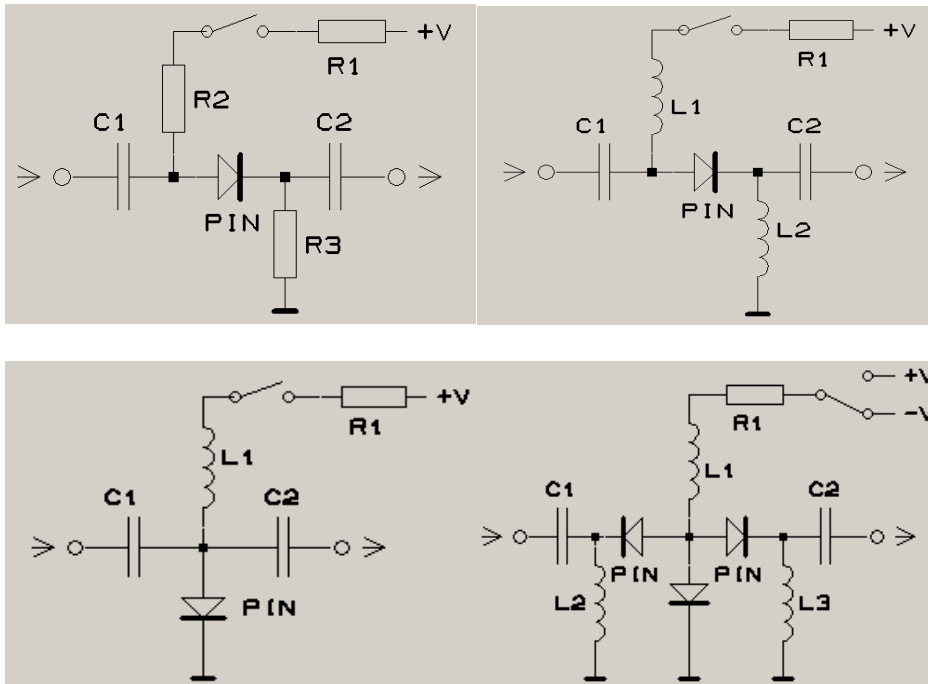 +V
R1
R2
C1
C2
PIN
R3
+V
R1
L1
C1
C2
PIN
L2
+V
R1
L1
C1
C2
PIN
+V
-V
R1
L1
C1
C2
PIN
PIN
L2
L3